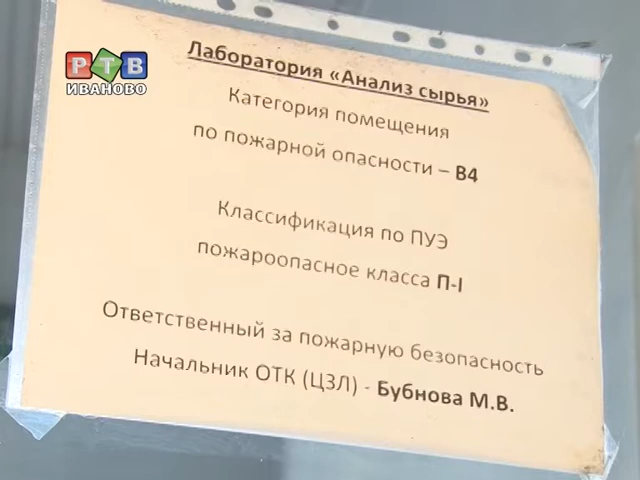 РТВ
ИВАНОВО
Лаборатория «Анализ сырья»
Категория помещения
по пожарной опасности – В4
Классификация по ПУЭ
пожароопасное класса П-I
Ответственный за пожарную безопасность
Начальник ОТК (ЦЗЛ) - Бубнова М.В.